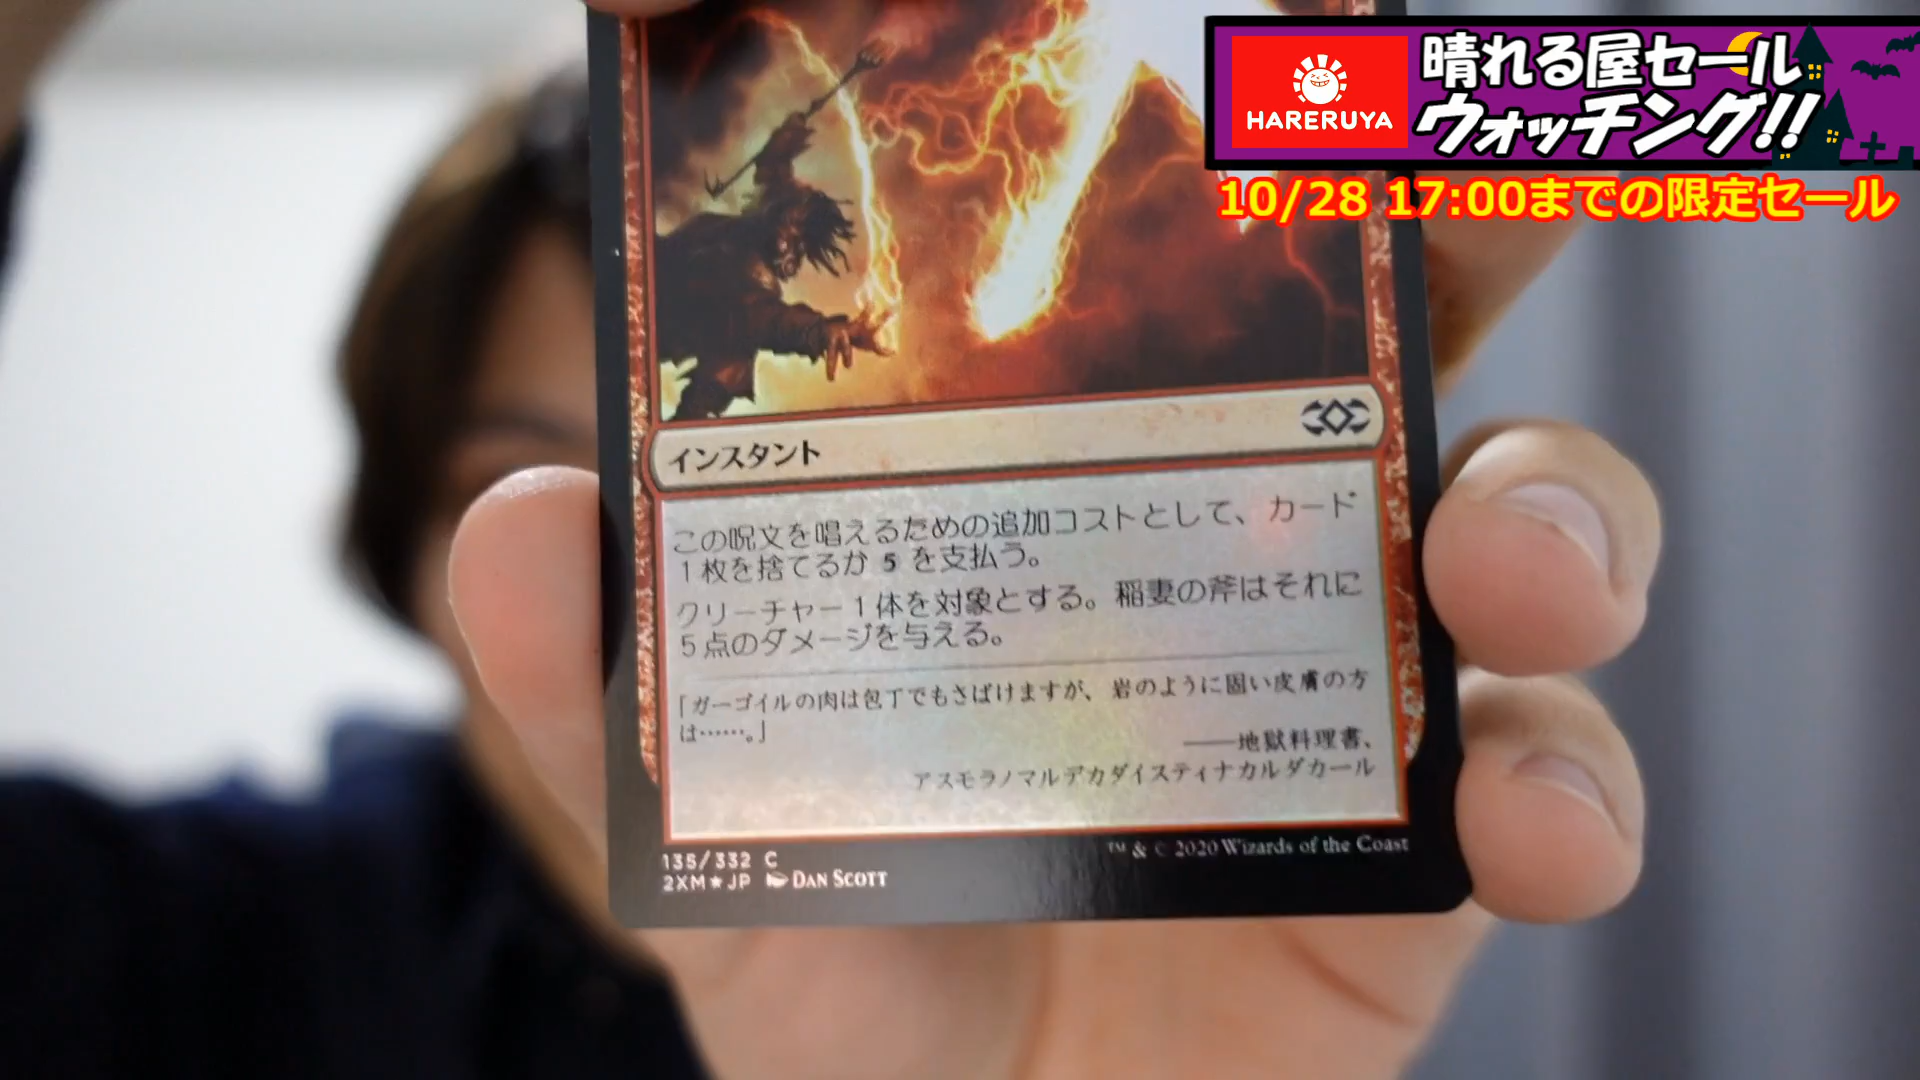 HARERUYA
晴れる屋セール
ウォッチング!!
10/28 17:00までの限定セール
インスタント
この呪文を唱えるための追加コストとして、カード
1枚を捨てるか 5 を支払う。
クリーチャー1体を対象とする。稲妻の斧はそれに
5点のダメージを与える。
「ガーゴイルの肉は包丁でもさばけますが、岩のように固い皮膚の方
は……。」
――地獄料理書、
アスモラノマルデカダイスティナカルダカール
135/332 C
2XM★JP DAN SCOTT
™ & © 2020 Wizards of the Coast